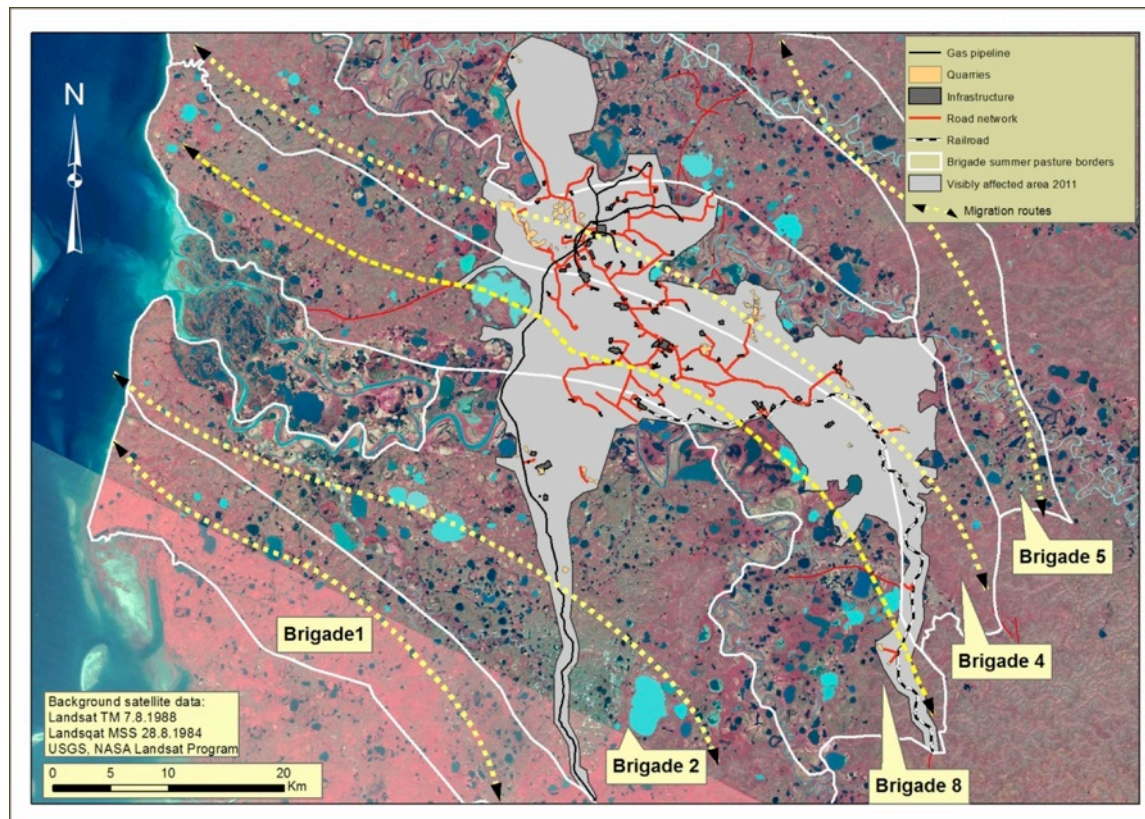 N
Gas pipeline
Quarries
Infrastructure
Road network
Railroad
Brigade summer pasture borders
Visibly affected area 2011
Migration routes
Brigade 5
Brigade 4
Brigade1
Brigade 2
Brigade 8
Background satellite data:
Landsat TM 7.8.1988
Landsqat MSS 28.8.1984
USGS, NASA Landsat Program
0 5 10 20
Km